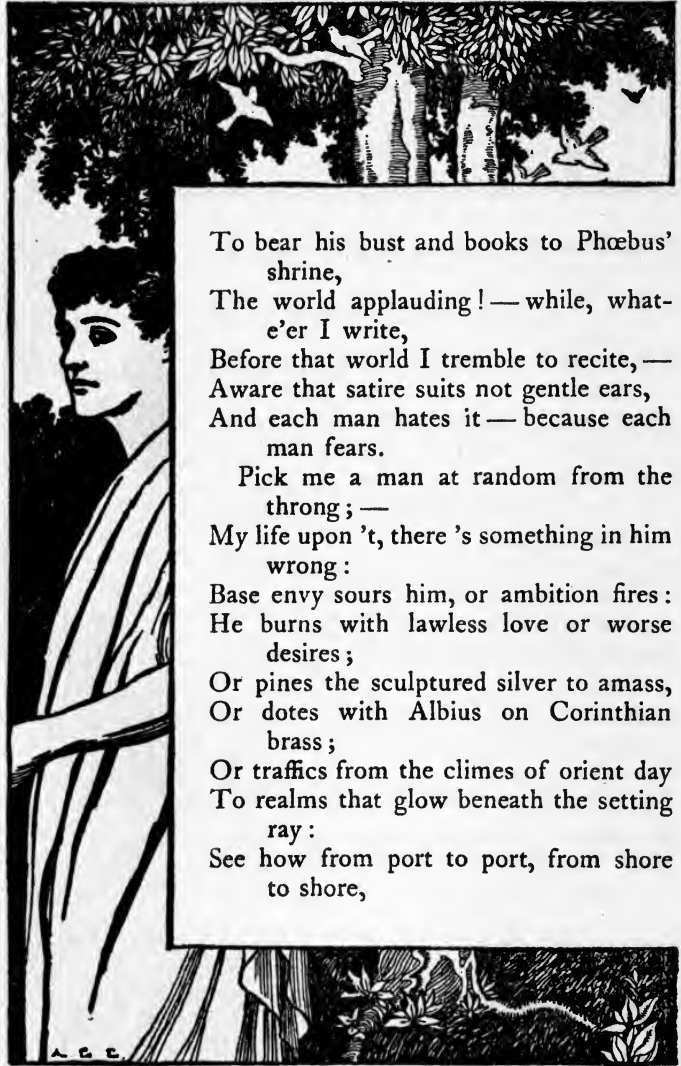 To bear his bust and books to Phœbus'
shrine,
The world applauding! — while, what-
e'er I write,
Before that world I tremble to recite, —
Aware that satire suits not gentle ears,
And each man hates it — because each
man fears.
Pick me a man at random from the
throng; —
My life upon 't, there 's something in him
wrong:
Base envy sours him, or ambition fires:
He burns with lawless love or worse
desires;
Or pines the sculptured silver to amass,
Or dotes with Albius on Corinthian
brass;
Or traffics from the climes of orient day
To realms that glow beneath the setting
ray:
See how from port to port, from shore
to shore,